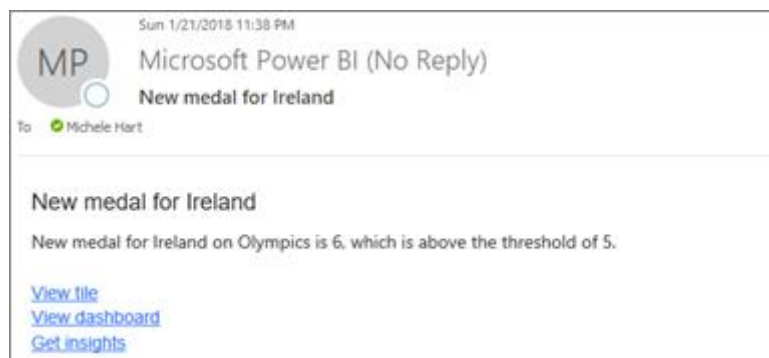 Sun 1/21/2018 11:38 PM
MP
Microsoft Power BI (No Reply)
New medal for Ireland
To Michele Hart
New medal for Ireland
New medal for Ireland on Olympics is 6, which is above the threshold of 5.
View tile
View dashboard
Get insights